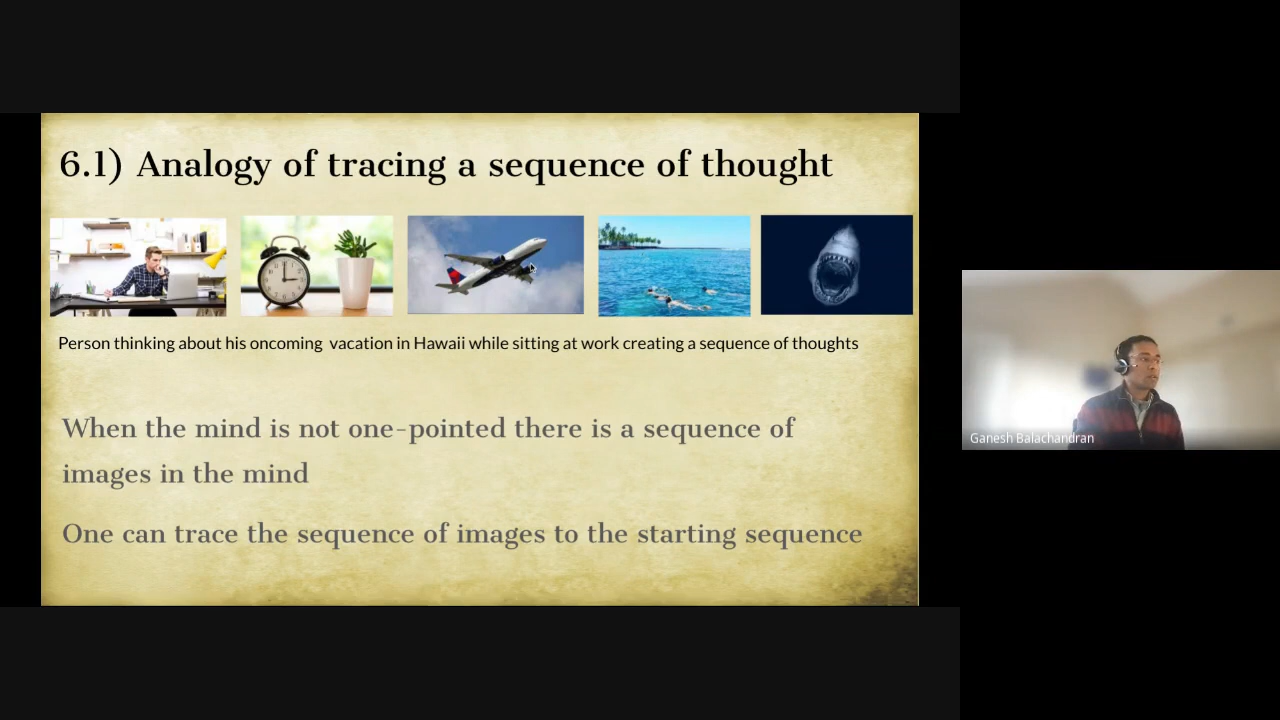 6.1) Analogy of tracing a sequence of thought
Person thinking about his oncoming vacation in Hawaii while sitting at work creating a sequence of thoughts
When the mind is not one-pointed there is a sequence of
images in the mind
One can trace the sequence of images to the starting sequence
Ganesh Balachandran